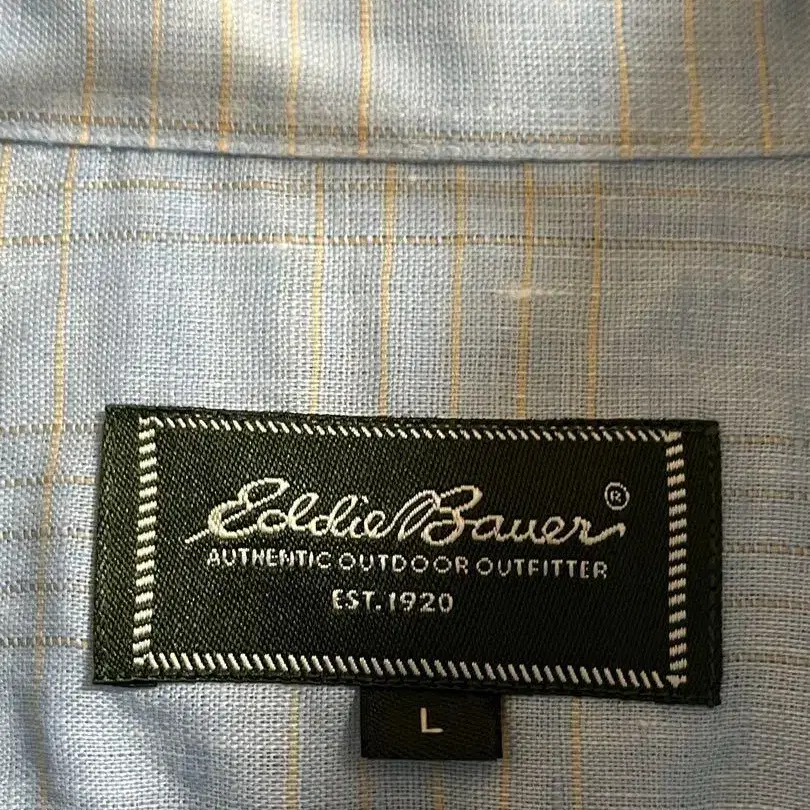 Eddie Bauer®
AUTHENTIC OUTDOOR OUTFITTER
EST. 1920
L